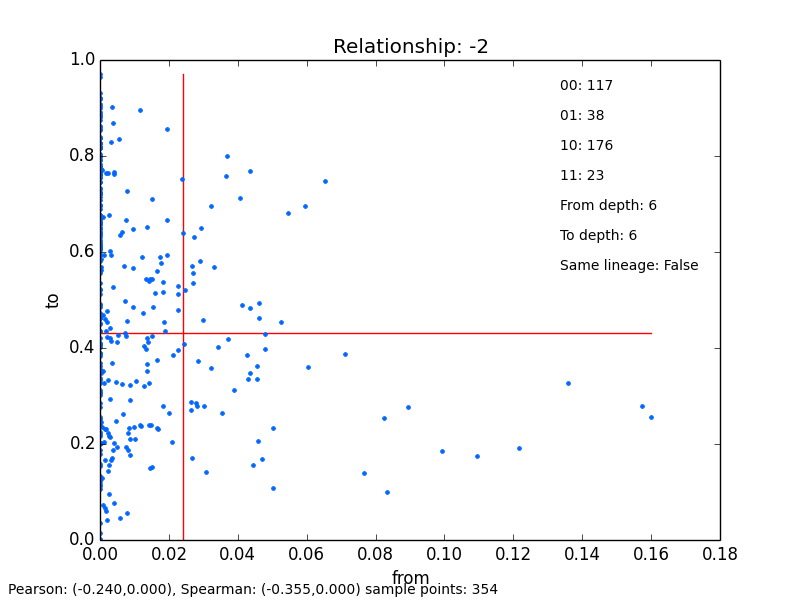 Relationship: -2
1.0
0.8
0.6
0.4
0.2
0.0
to
00: 117
01: 38
10: 176
11: 23
From depth: 6
To depth: 6
Same lineage: False
0.00 0.02 0.04 0.06 0.08 0.10 0.12 0.14 0.16 0.18
from
Pearson: (-0.240,0.000), Spearman: (-0.355,0.000) sample points: 354